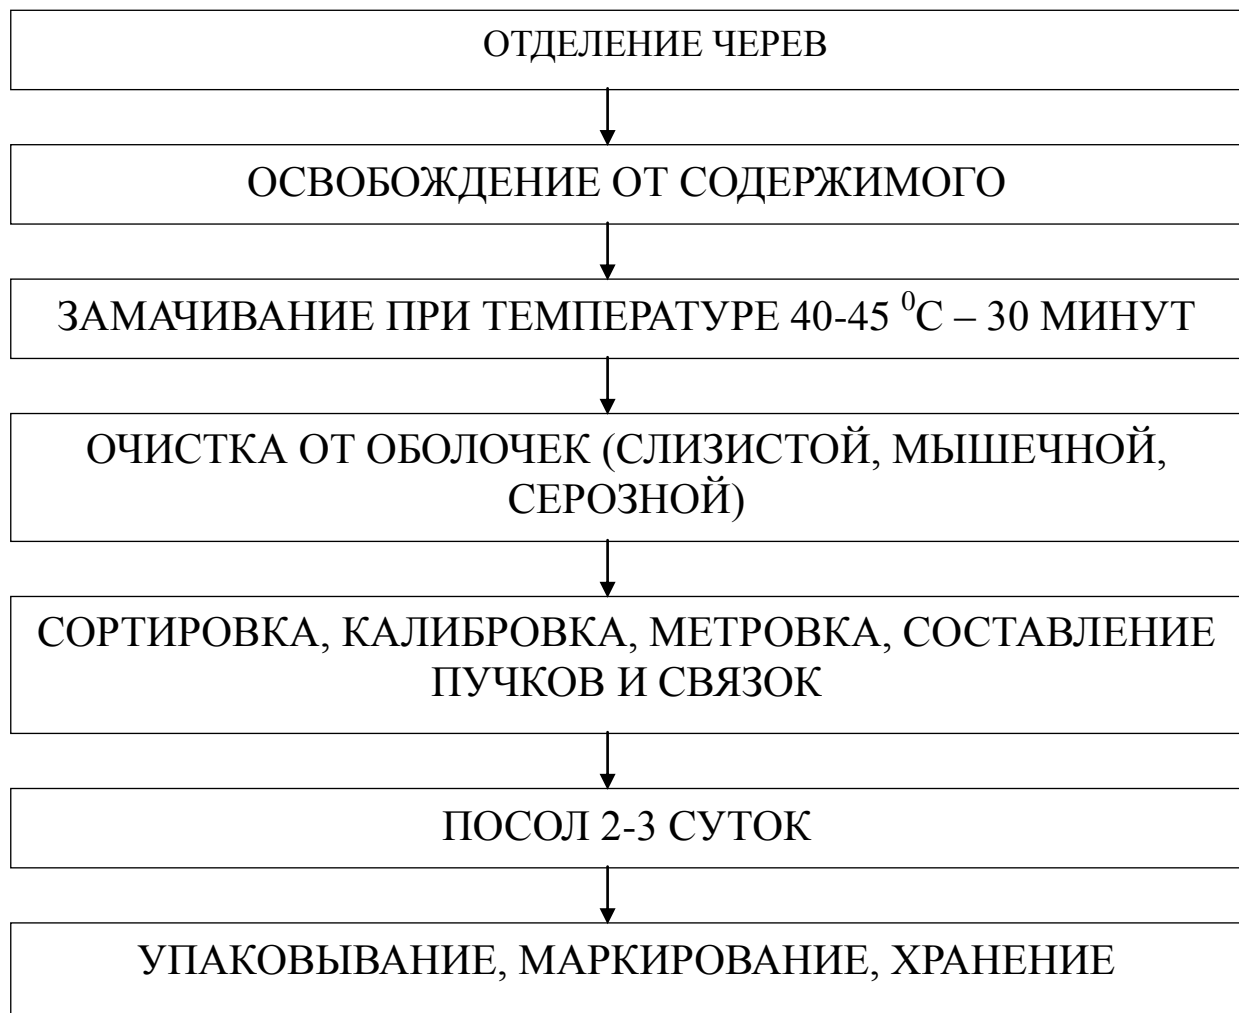 ОТДЕЛЕНИЕ ЧЕРЕВ
ОСВОБОЖДЕНИЕ ОТ СОДЕРЖИМОГО
ЗАМАЧИВАНИЕ ПРИ ТЕМПЕРАТУРЕ 40-45 ⁰С – 30 МИНУТ
ОЧИСТКА ОТ ОБОЛОЧЕК (СЛИЗИСТОЙ, МЫШЕЧНОЙ,
СЕРОЗНОЙ)
СОРТИРОВКА, КАЛИБРОВКА, МЕТРОВКА, СОСТАВЛЕНИЕ
ПУЧКОВ И СВЯЗОК
ПОСОЛ 2-3 СУТОК
УПАКОВЫВАНИЕ, МАРКИРОВАНИЕ, ХРАНЕНИЕ